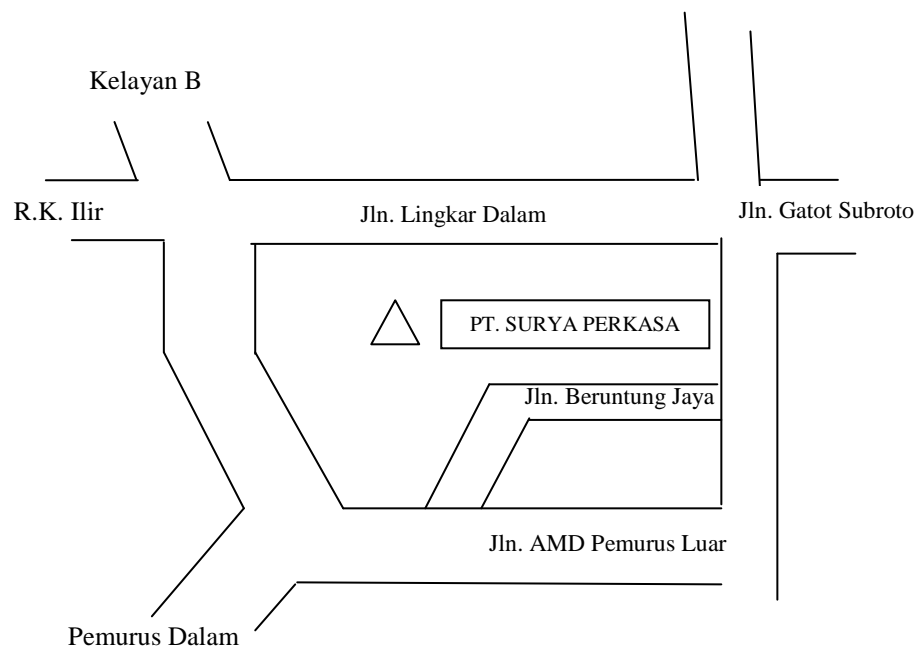 Kelayan B
R.K. Ilir
Jln. Lingkar Dalam
Jln. Gatot Subroto
PT. SURYA PERKASA
Jln. Beruntung Jaya
Jln. AMD Pemurus Luar
Pemurus Dalam